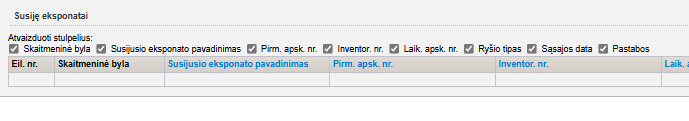 Susiję eksponatai
Atvaizduoti stulpelius:
Skaitmeninė byla Susijusio eksponato pavadinimas Pirm. apsk. nr. Inventor. nr. Laik. apsk. nr. Ryšio tipas Sąsajos data Pastabos
Eil. nr. Skaitmeninė byla Susijusio eksponato pavadinimas Pirm. apsk. nr. Inventor. nr. Laik.